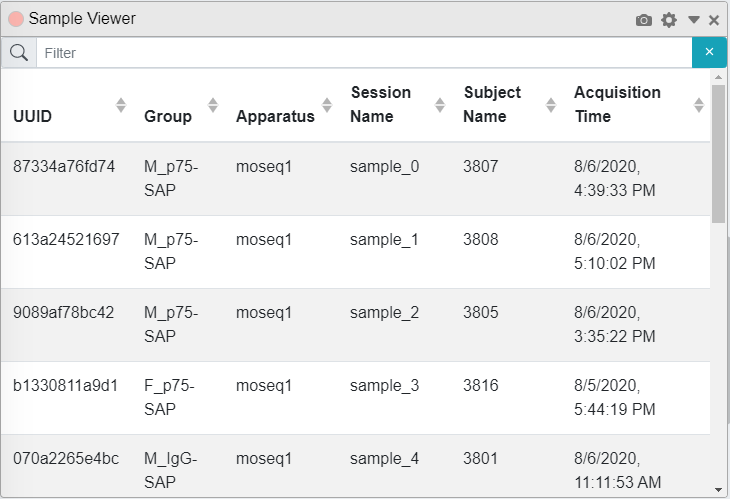 Sample Viewer
Filter
UUID Group Apparatus Session Name Subject Name Acquisition Time
87334a76fd74 M_p75-SAP moseq1 sample_0 3807 8/6/2020, 4:39:33 PM
613a24521697 M_p75-SAP moseq1 sample_1 3808 8/6/2020, 5:10:02 PM
9089af78bc42 M_p75-SAP moseq1 sample_2 3805 8/6/2020, 3:35:22 PM
b1330811a9d1 F_p75-SAP moseq1 sample_3 3816 8/5/2020, 5:44:19 PM
070a2265e4bc M_IgG-SAP moseq1 sample_4 3801 8/6/2020, 11:11:53 AM